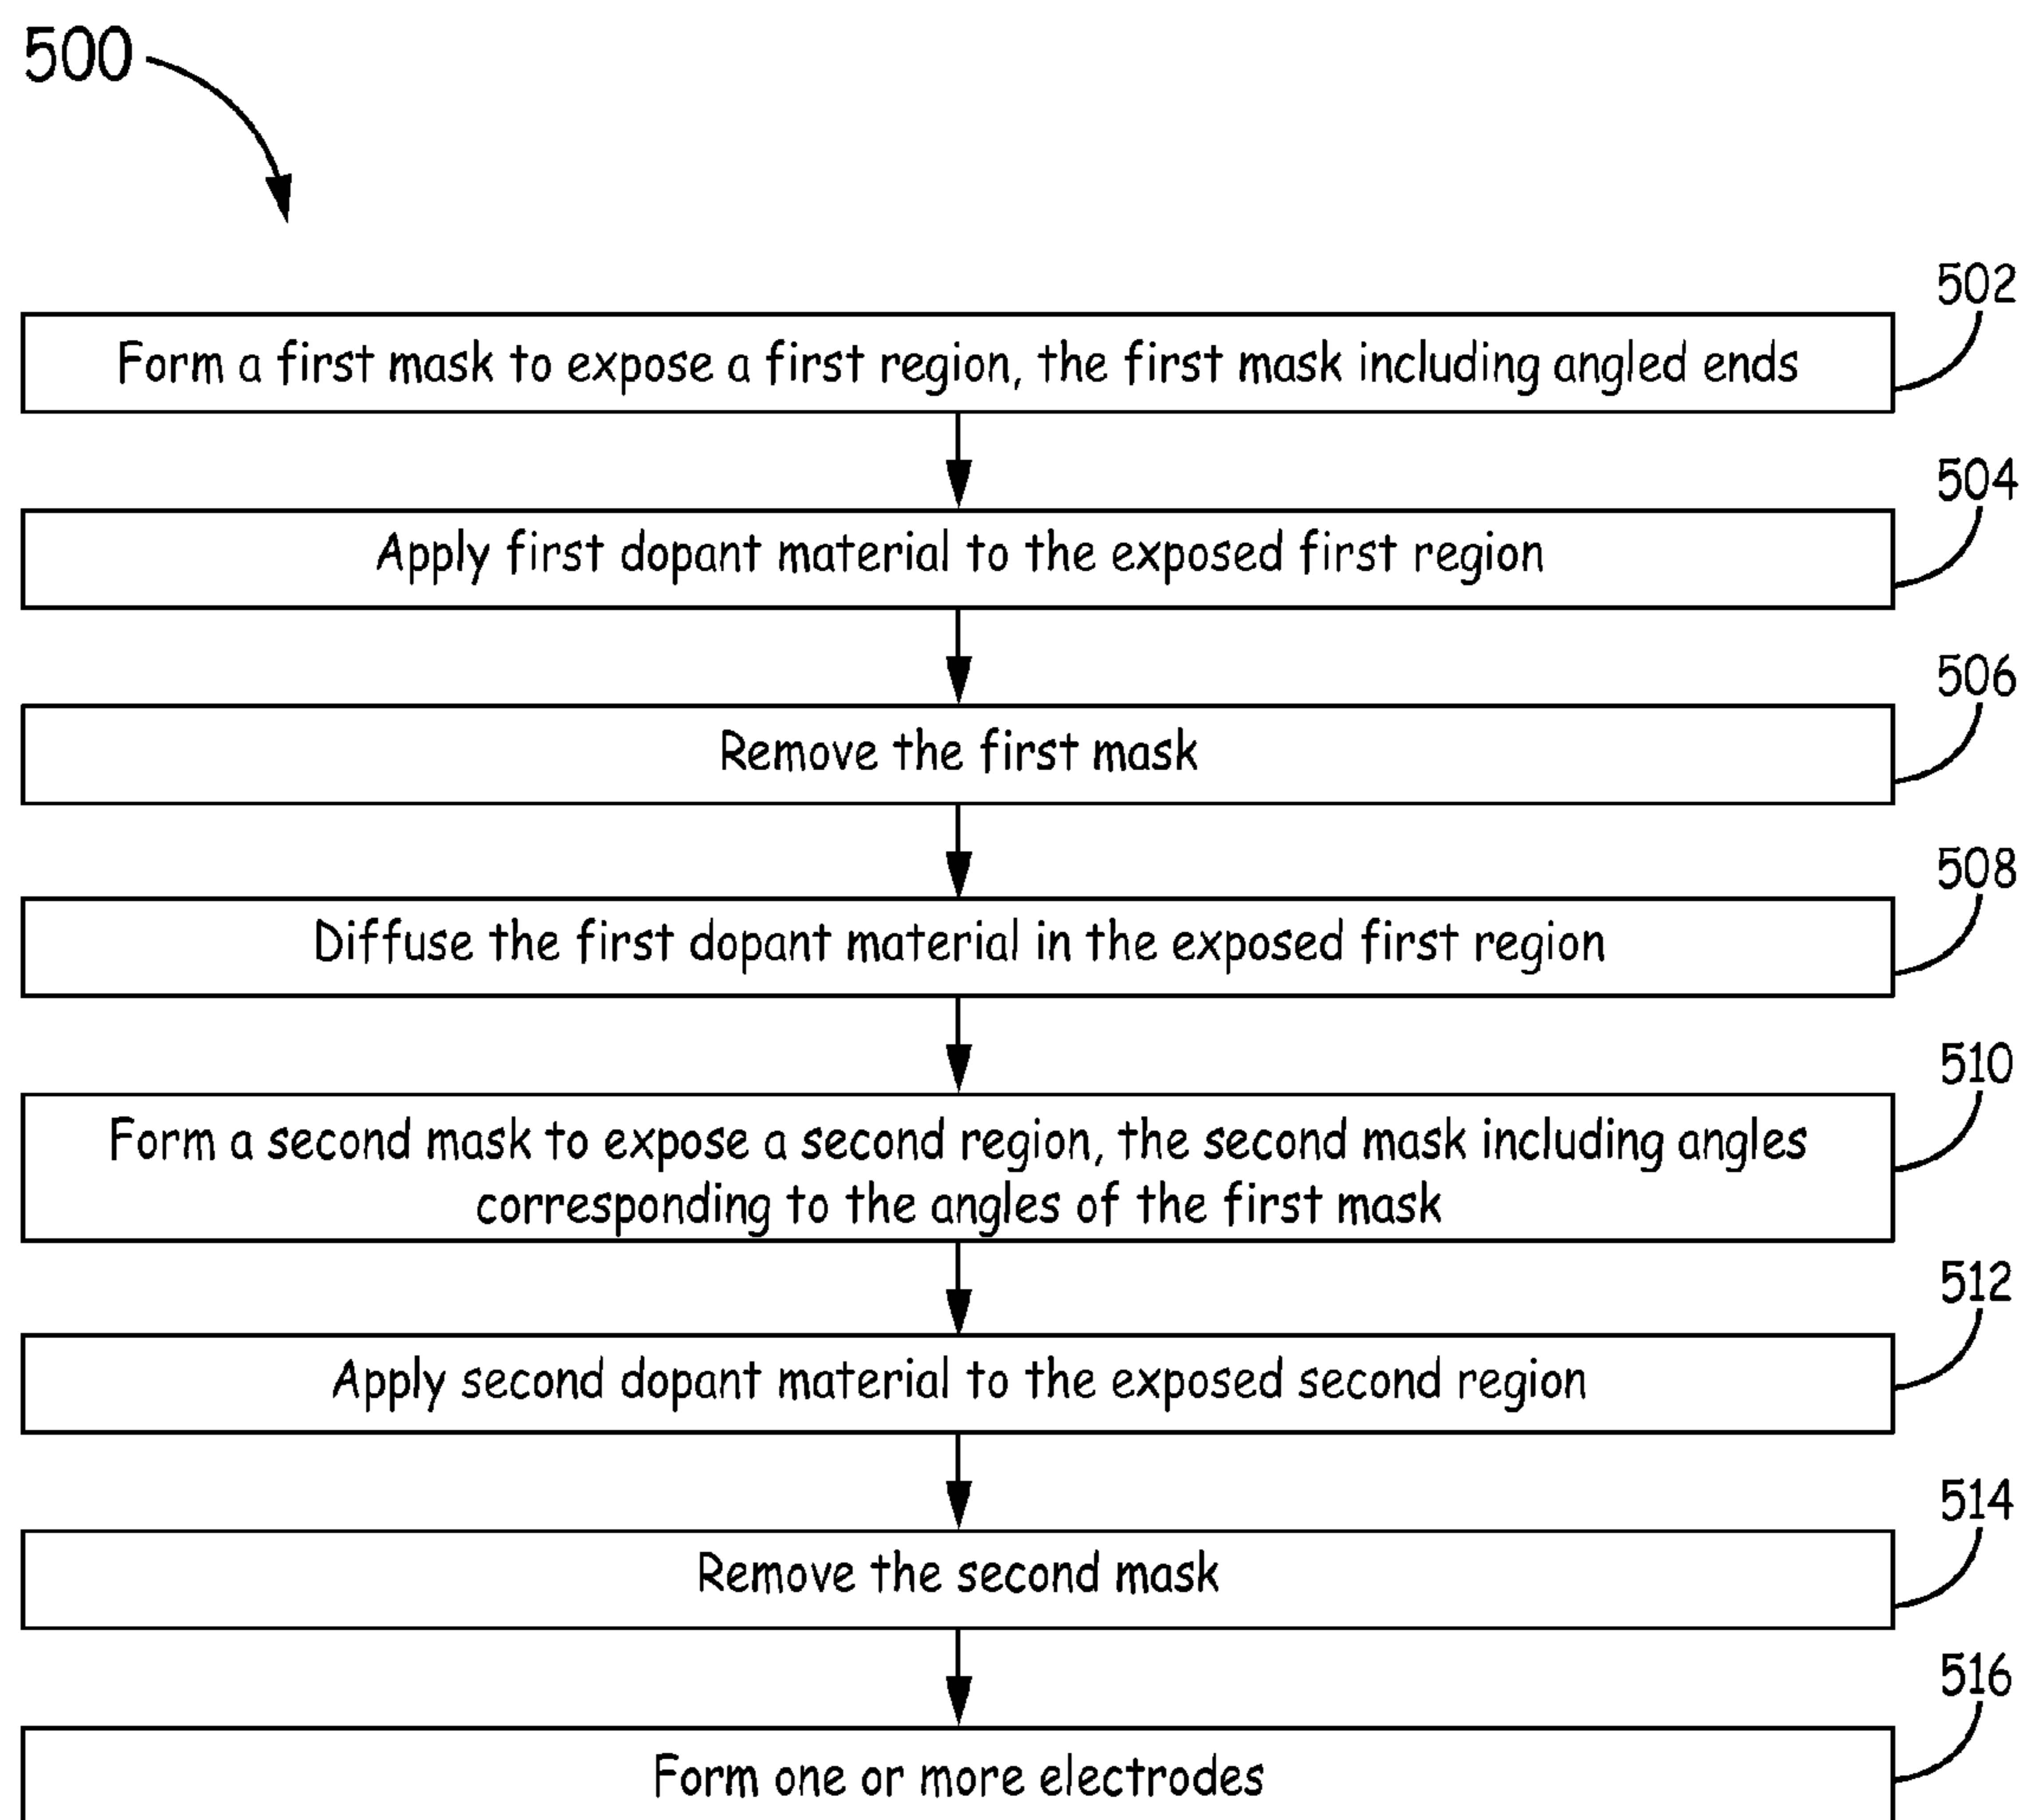 500
502
Form a first mask to expose a first region, the first mask including angled ends
504
Apply first dopant material to the exposed first region
506
Remove the first mask
508
Diffuse the first dopant material in the exposed first region
510
Form a second mask to expose a second region, the second mask including angles
corresponding to the angles of the first mask
512
Apply second dopant material to the exposed second region
514
Remove the second mask
516
Form one or more electrodes